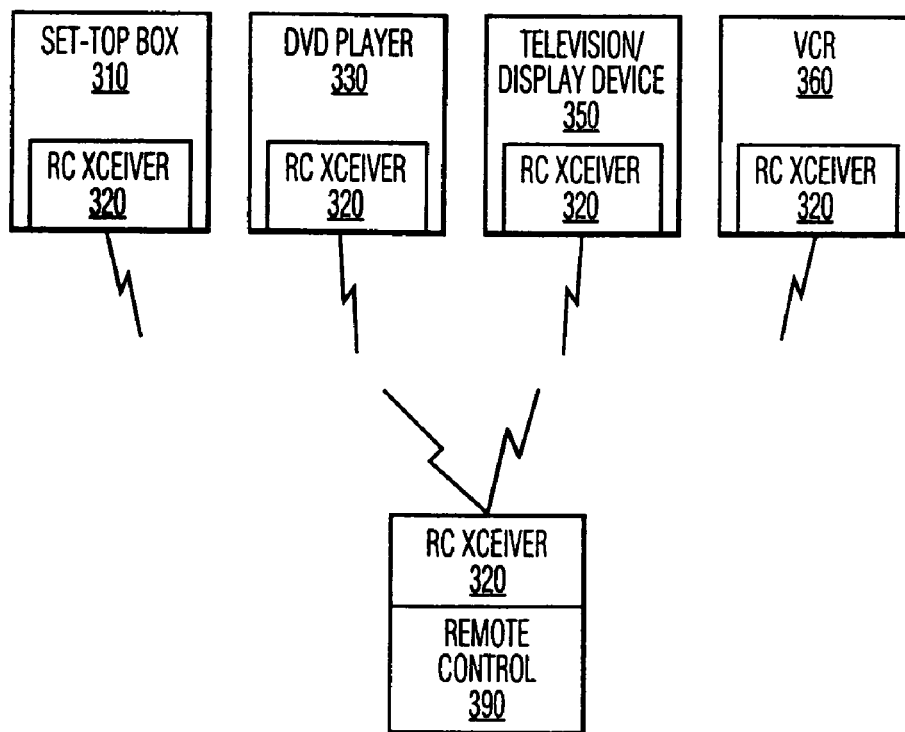 SET-TOP BOX
310
RC XCEIVER
320
DVD PLAYER
330
RC XCEIVER
320
TELEVISION/
DISPLAY DEVICE
350
RC XCEIVER
320
VCR
360
RC XCEIVER
320
RC XCEIVER
320
REMOTE
CONTROL
390